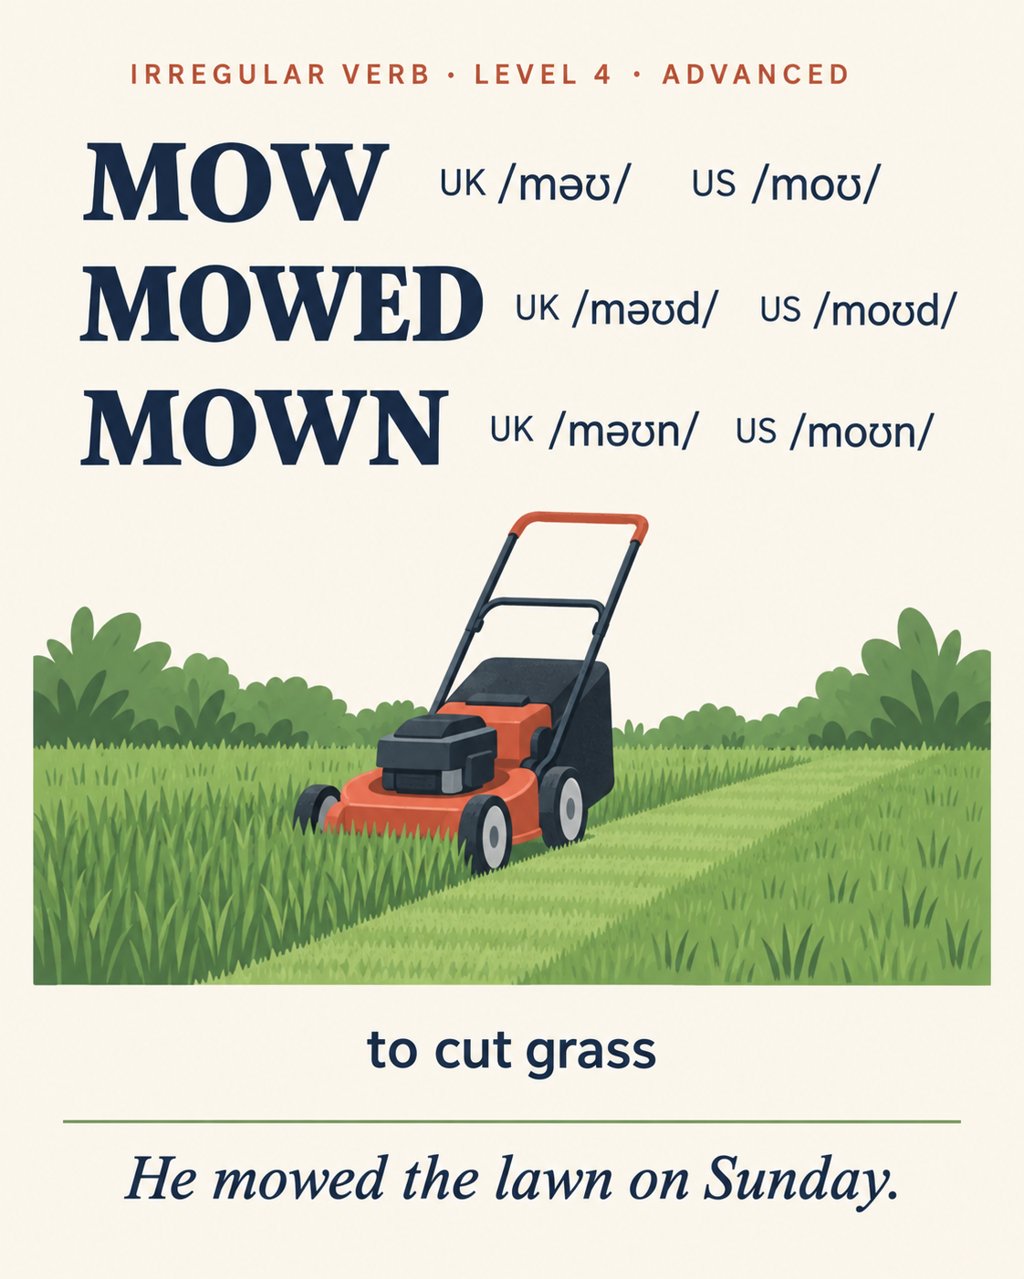 IRREGULAR VERB · LEVEL 4 · ADVANCED
MOW UK /məʊ/ US /moʊ/
MOWED UK /məʊd/ US /moʊd/
MOWN UK /məʊn/ US /moʊn/
to cut grass
He mowed the lawn on Sunday.